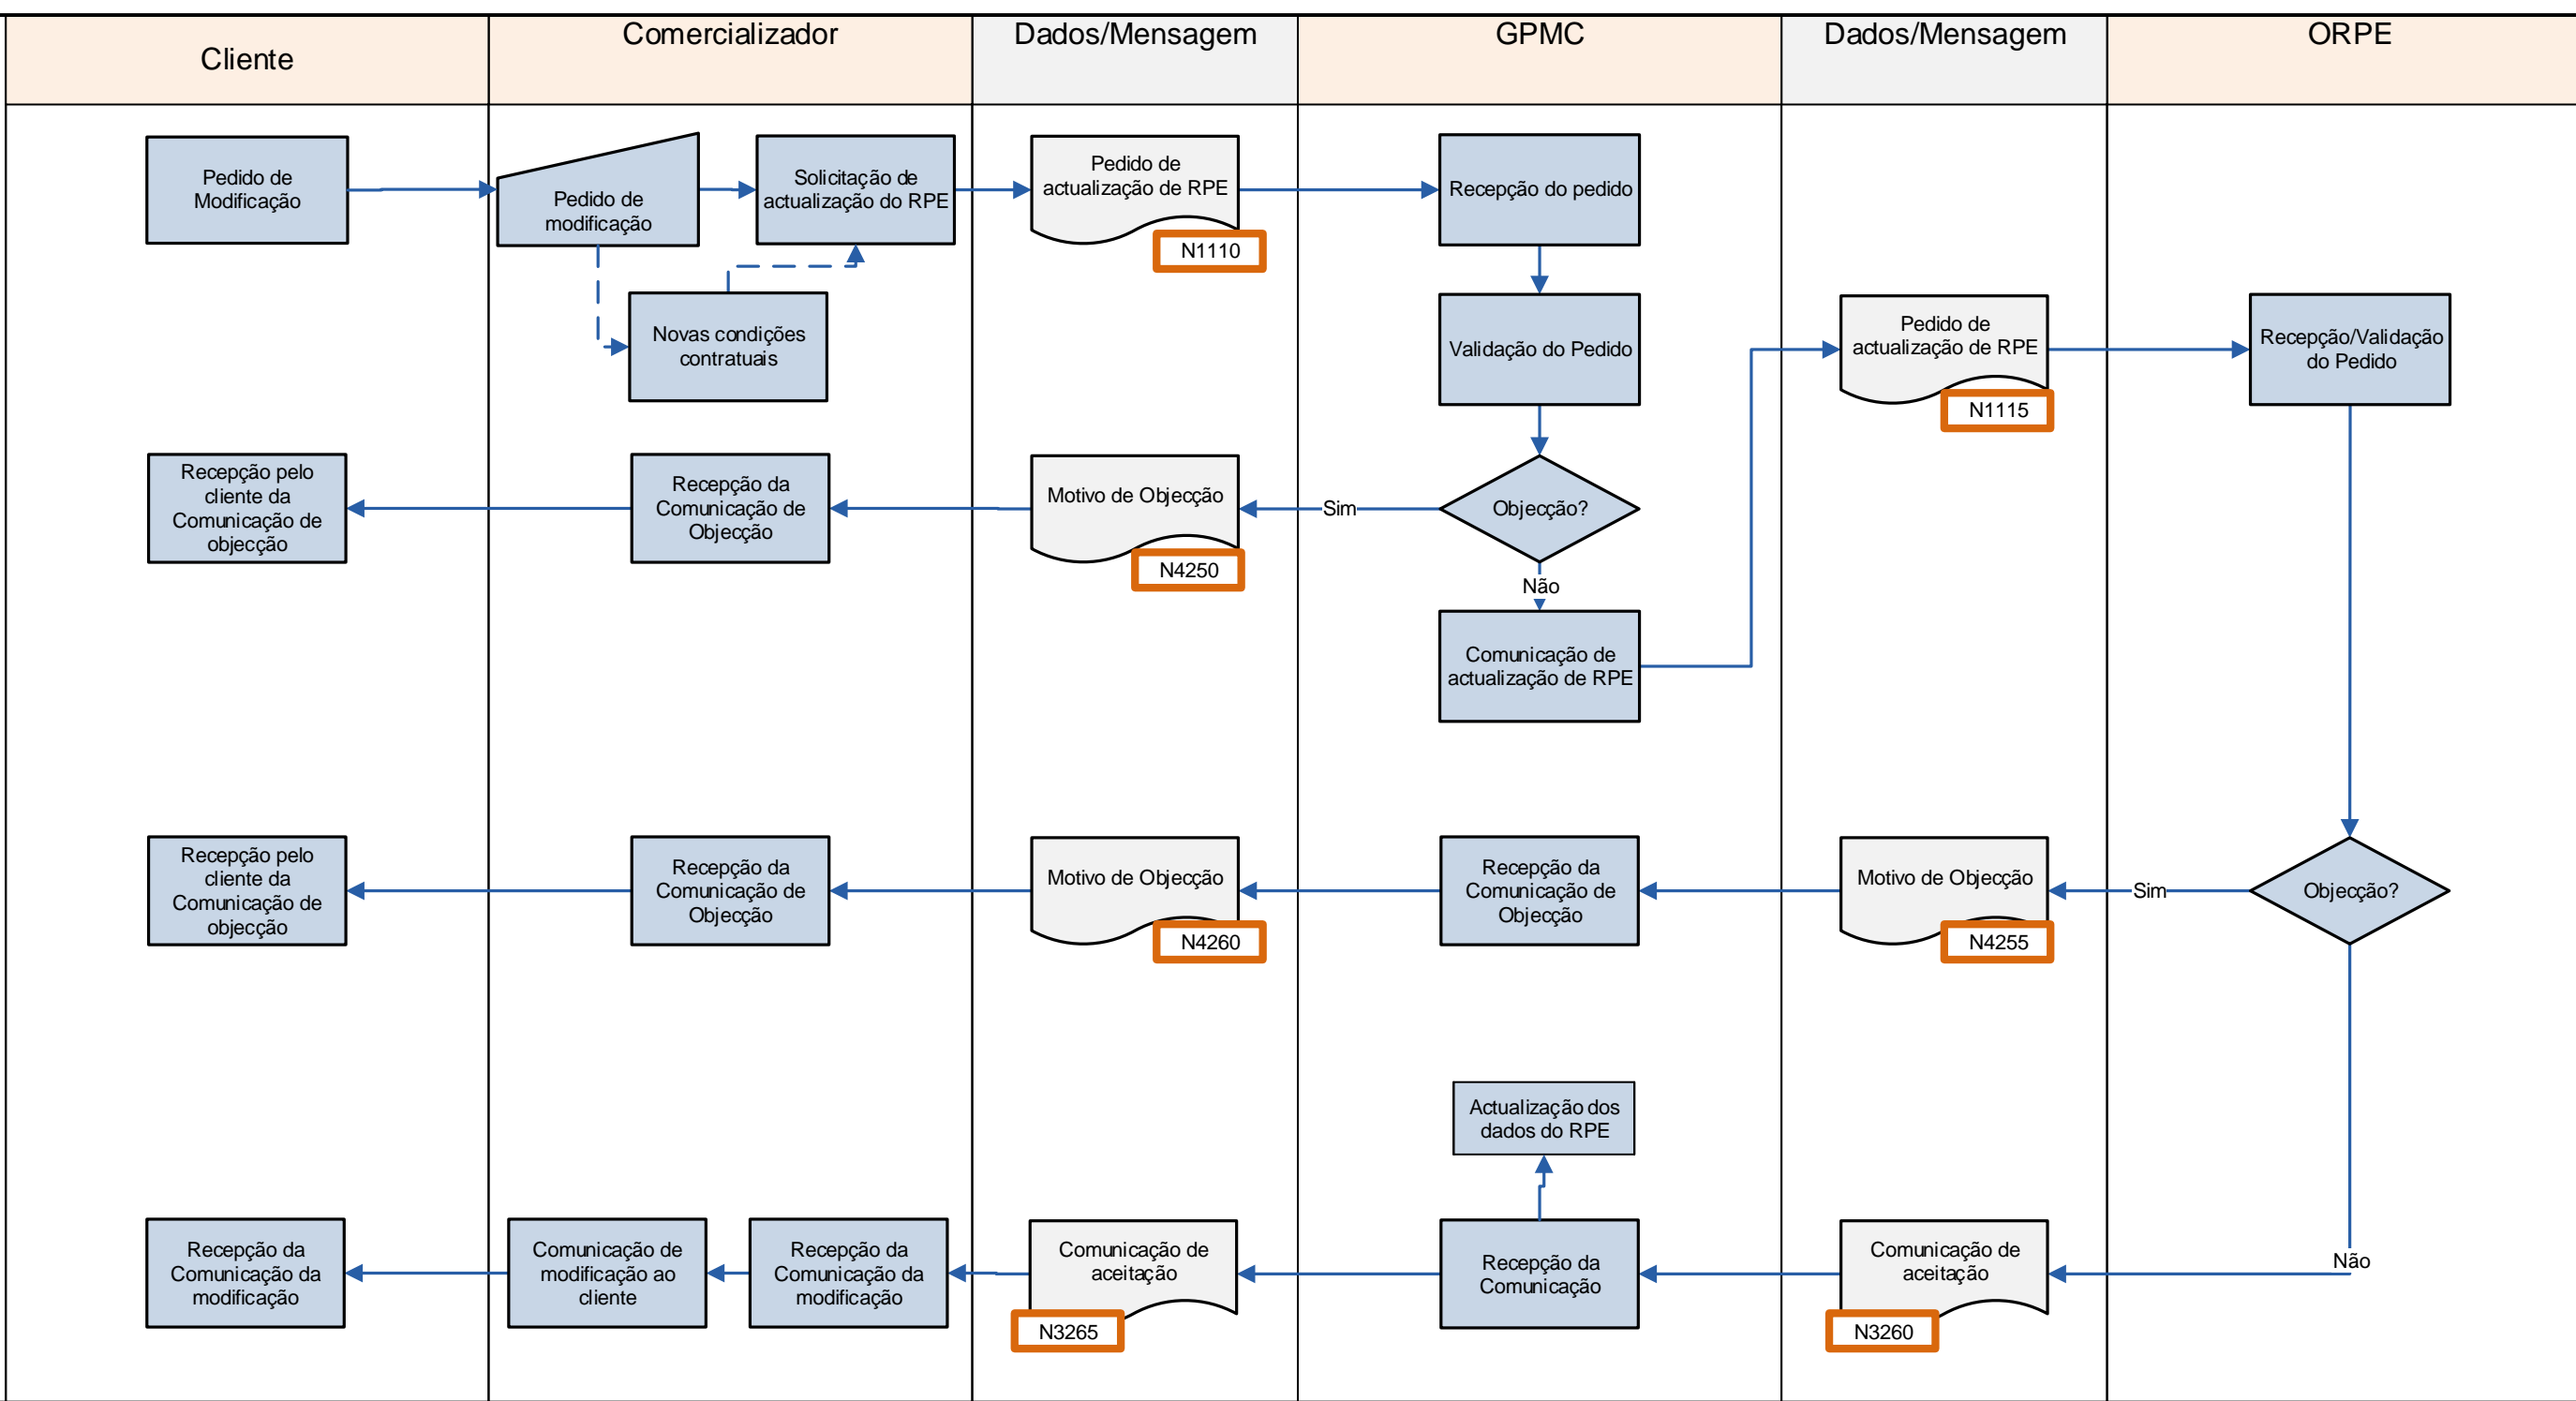 Cliente
Comercializador
Dados/Mensagem
GPMC
Dados/Mensagem
ORPE
Pedido de
Modificação
Pedido de
modificação
Solicitação de
actualização do RPE
Pedido de
actualização de RPE
N1110
Recepção do pedido
Novas condições
contratuais
Validação do Pedido
Pedido de
actualização de RPE
N1115
Recepção/Validação
do Pedido
Recepção pelo
cliente da
Comunicação de
objecção
Recepção da
Comunicação de
Objecção
Motivo de Objecção
N4250
Sim
Objecção?
Não
Comunicação de
actualização de RPE
Recepção pelo
cliente da
Comunicação de
objecção
Recepção da
Comunicação de
Objecção
Motivo de Objecção
N4260
Recepção da
Comunicação de
Objecção
Motivo de Objecção
N4255
Sim
Objecção?
Actualização dos
dados do RPE
Recepção da
Comunicação da
modificação
Comunicação de
modificação ao
cliente
Recepção da
Comunicação da
modificação
Comunicação de
aceitação
N3265
Recepção da
Comunicação
Comunicação de
aceitação
N3260
Não